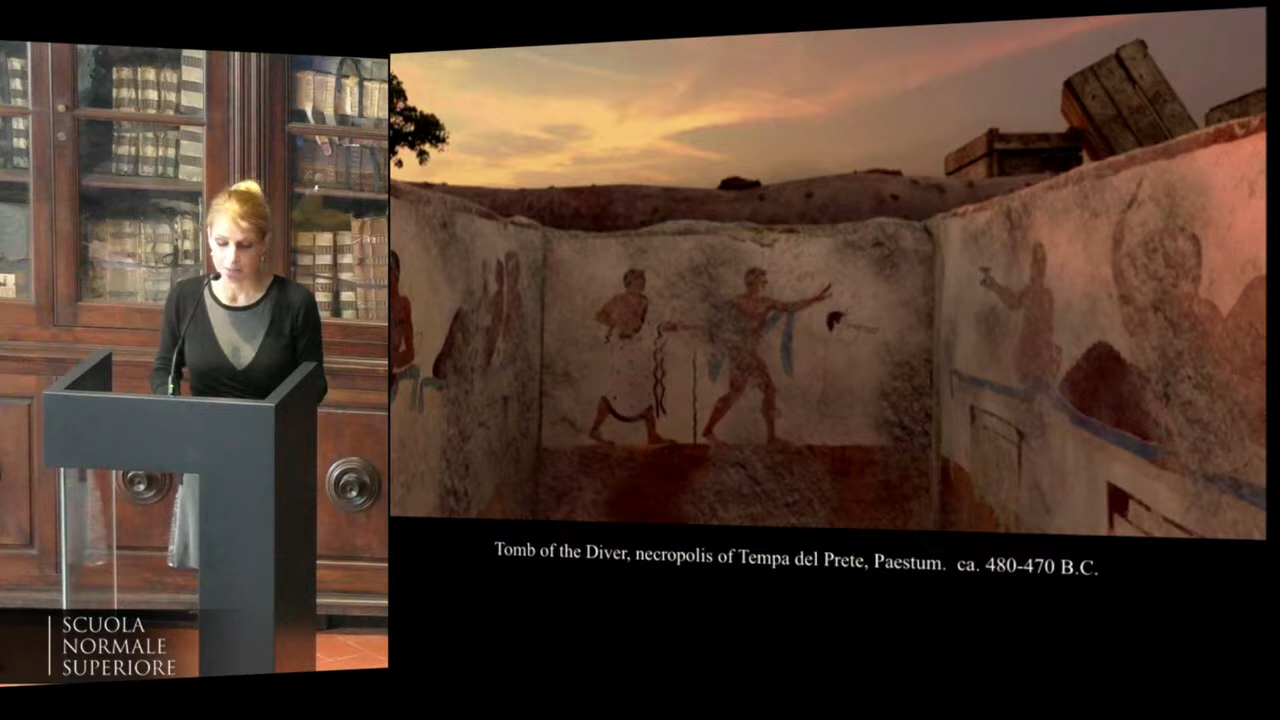 SCUOLA
NORMALE
SUPERIORE
Tomb of the Diver, necropolis of Tempa del Prete, Paestum. ca. 480-470 B.C.